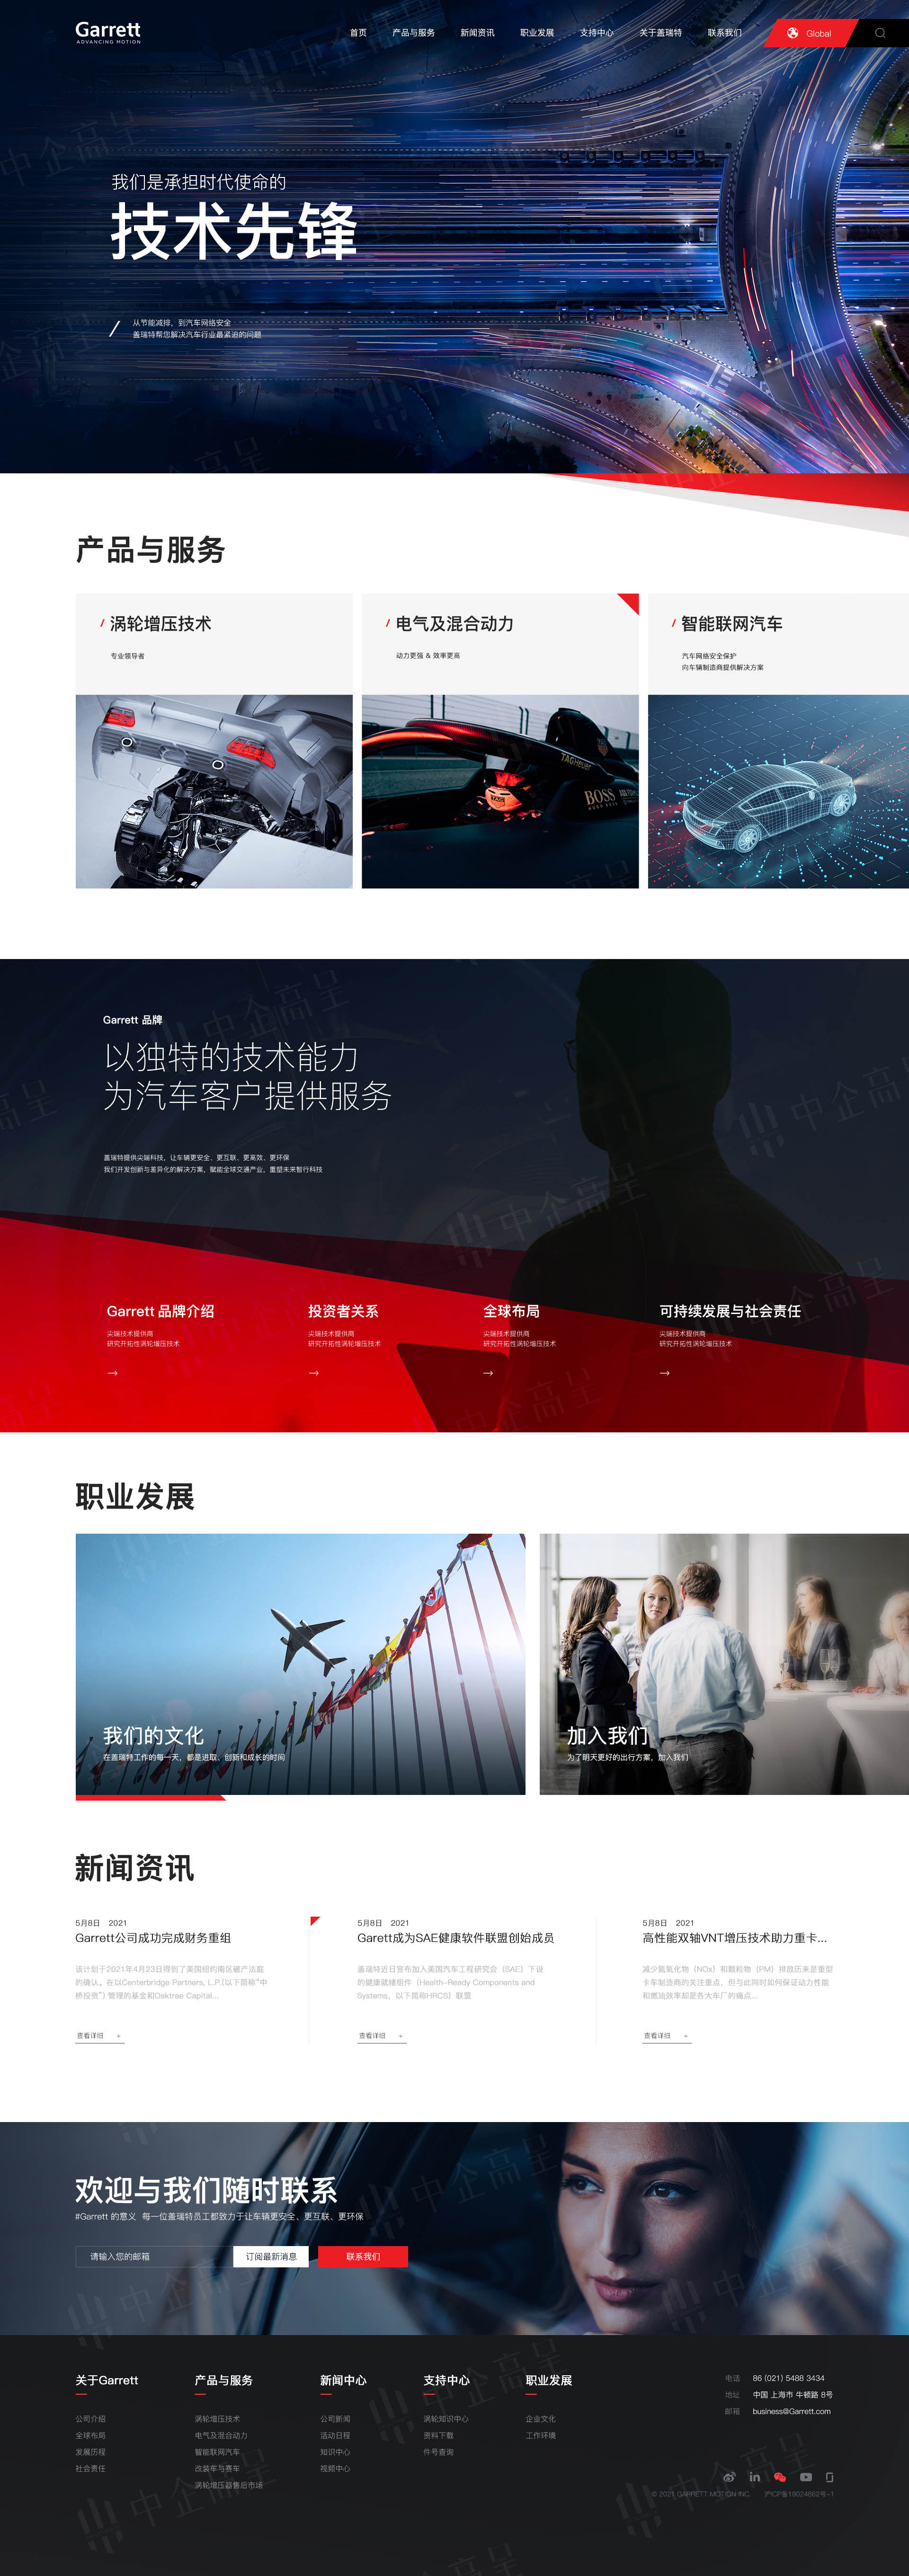 Garrett
ADVANCING MOTION
首页 产品与服务 新闻资讯 职业发展 支持中心 关于盖瑞特 联系我们 Global
我们是承担时代使命的
技术先锋
从节能减排，到汽车网络安全
盖瑞特帮您解决汽车行业最紧迫的问题
产品与服务
涡轮增压技术
专业领导者
电气及混合动力
动力更强 & 效率更高
智能联网汽车
汽车网络安全保护
向车辆制造商提供解决方案
TAGHeuer
BOSS
HUGO BOSS
Garrett 品牌
以独特的技术能力
为汽车客户提供服务
盖瑞特提供尖端科技，让车辆更安全、更互联、更高效、更环保
我们开发创新与差异化的解决方案，赋能全球交通产业，重塑未来智行科技
Garrett 品牌介绍
尖端技术提供商
研究开拓性涡轮增压技术
投资者关系
尖端技术提供商
研究开拓性涡轮增压技术
全球布局
尖端技术提供商
研究开拓性涡轮增压技术
可持续发展与社会责任
尖端技术提供商
研究开拓性涡轮增压技术
职业发展
我们的文化
在盖瑞特工作的每一天，都是进取、创新和成长的时间
加入我们
为了明天更好的出行方案，加入我们
新闻资讯
5月8日 2021
Garrett公司成功完成财务重组
该计划于2021年4月23日得到了美国纽约南区破产法庭
的确认。在以Centerbridge Partners, L.P.(以下简称“中
桥投资”) 管理的基金和Oaktree Capital...
查看详细 +
5月8日 2021
Garett成为SAE健康软件联盟创始成员
盖瑞特近日宣布加入美国汽车工程研究会（SAE）下设
的健康就绪组件（Health-Ready Components and
Systems，以下简称HRCS）联盟
查看详细 +
5月8日 2021
高性能双轴VNT增压技术助力重卡...
减少氮氧化物（NOx）和颗粒物（PM）排放历来是重型
卡车制造商的关注重点，但与此同时如何保证动力性能
和燃油效率却是各大车厂的痛点...
查看详细 +
欢迎与我们随时联系
#Garrett 的意义 每一位盖瑞特员工都致力于让车辆更安全、更互联、更环保
请输入您的邮箱 订阅最新消息 联系我们
关于Garrett
公司介绍
全球布局
发展历程
社会责任
产品与服务
涡轮增压技术
电气及混合动力
智能联网汽车
改装车与赛车
涡轮增压器售后市场
新闻中心
公司新闻
活动日程
知识中心
视频中心
支持中心
涡轮知识中心
资料下载
件号查询
职业发展
企业文化
工作环境
电话 86 (021) 5488 3434
地址 中国 上海市 牛顿路 8号
邮箱 business@Garrett.com
© 2021 GARRETT MOTION INC. 沪ICP备19024862号-1
中企高呈